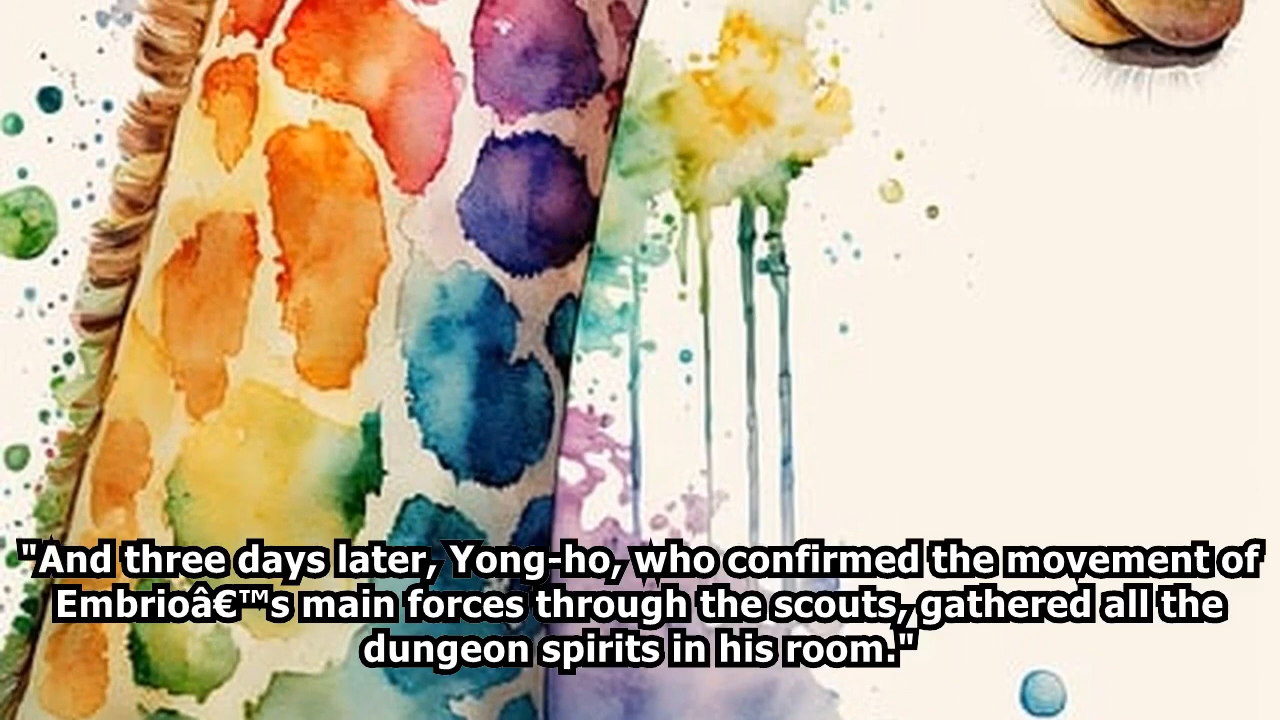 "And three days later, Yong-ho, who confirmed the movement of
Embrioâ€™s main forces through the scouts, gathered all the
dungeon spirits in his room."